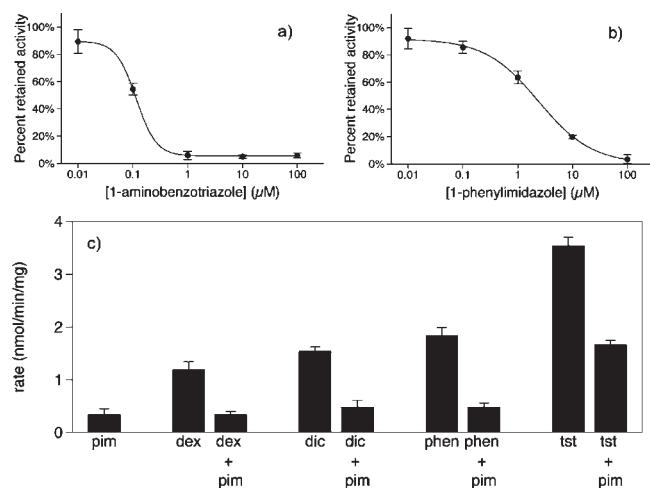 a)
Percent retained activity
100%
80%
60%
40%
20%
0%
0.01 0.1 1 10 100
[1-aminobenzotriazole] (µM)
b)
Percent retained activity
100%
80%
60%
40%
20%
0%
0.01 0.1 1 10 100
[1-phenylimidazole] (µM)
c)
rate (nmol/min/mg)
4
3
2
1
0
pim dex dex dic dic phen phen tst tst
+ + + +
pim pim pim pim